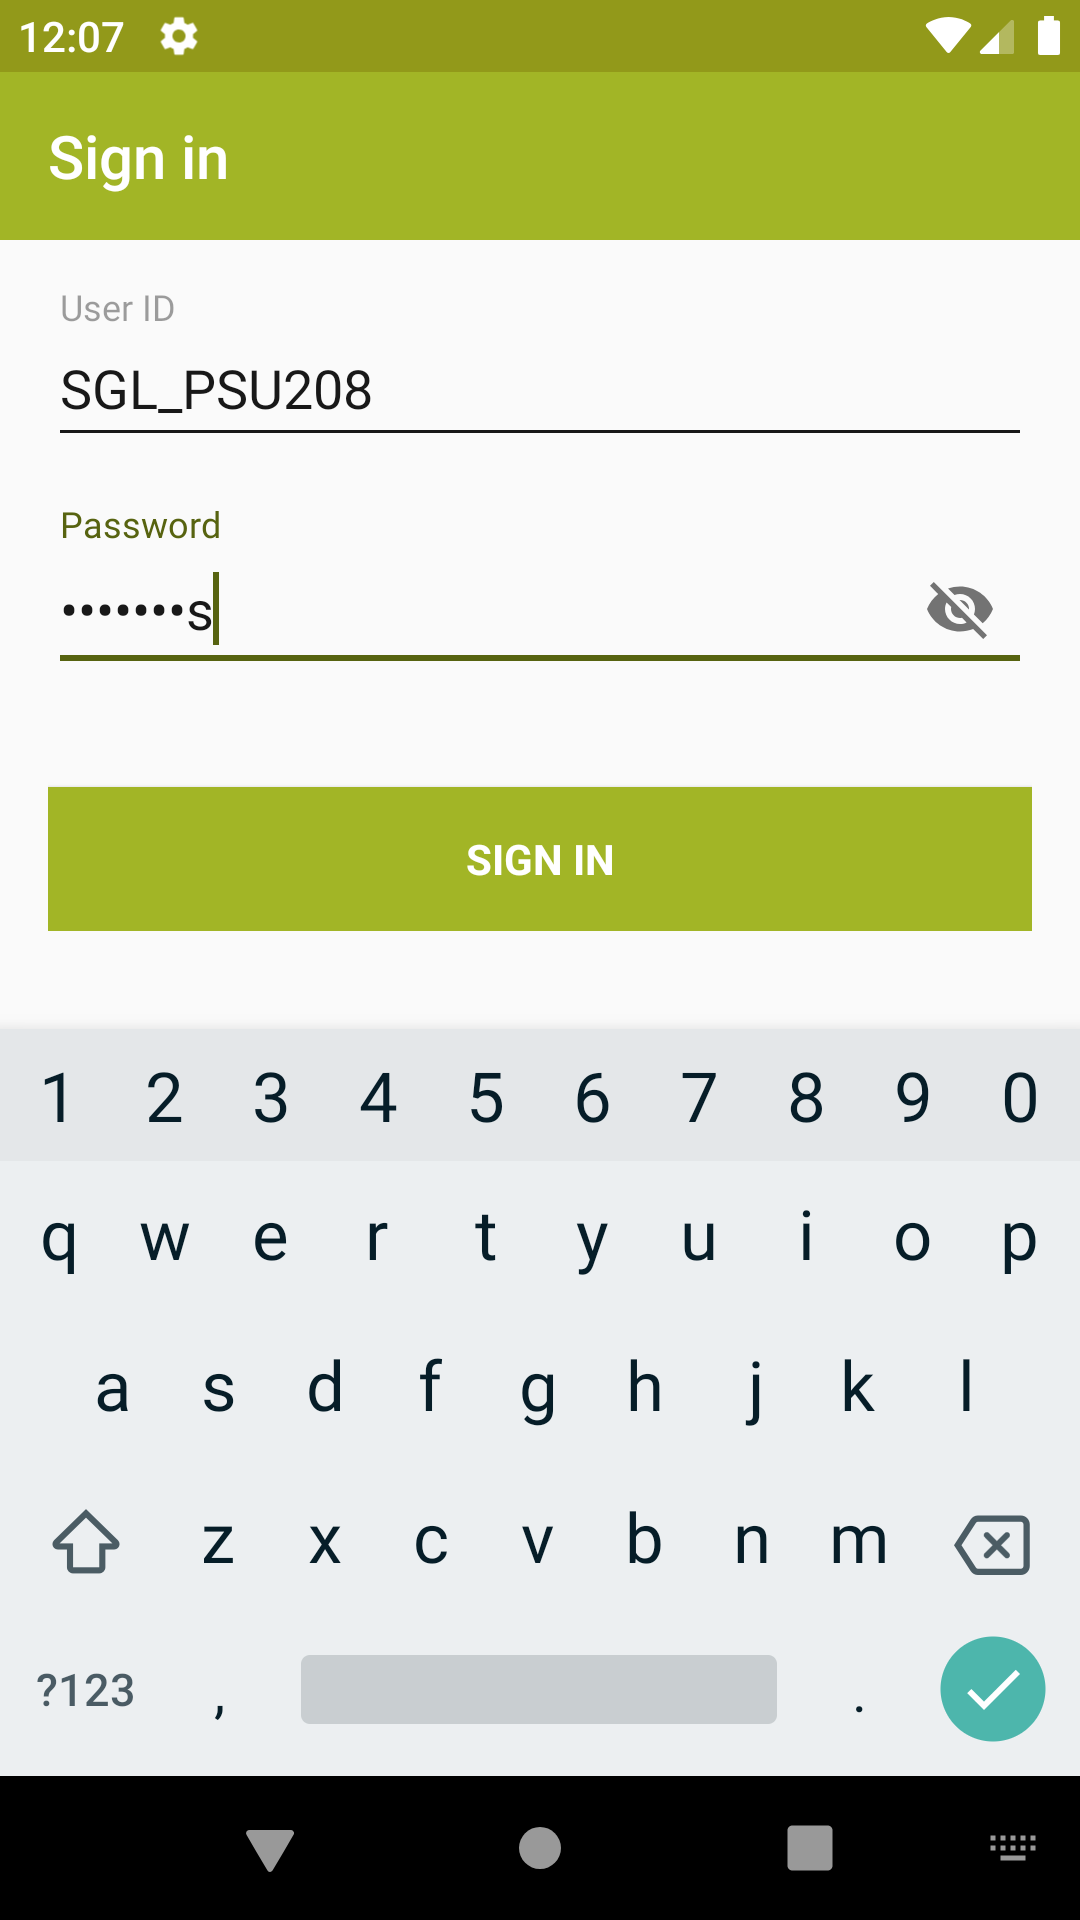 12:07
Sign in
User ID
SGL_PSU208
Password
•••••••s
SIGN IN
1 2 3 4 5 6 7 8 9 0
q w e r t y u i o p
a s d f g h j k l
z x c v b n m
?123 , .